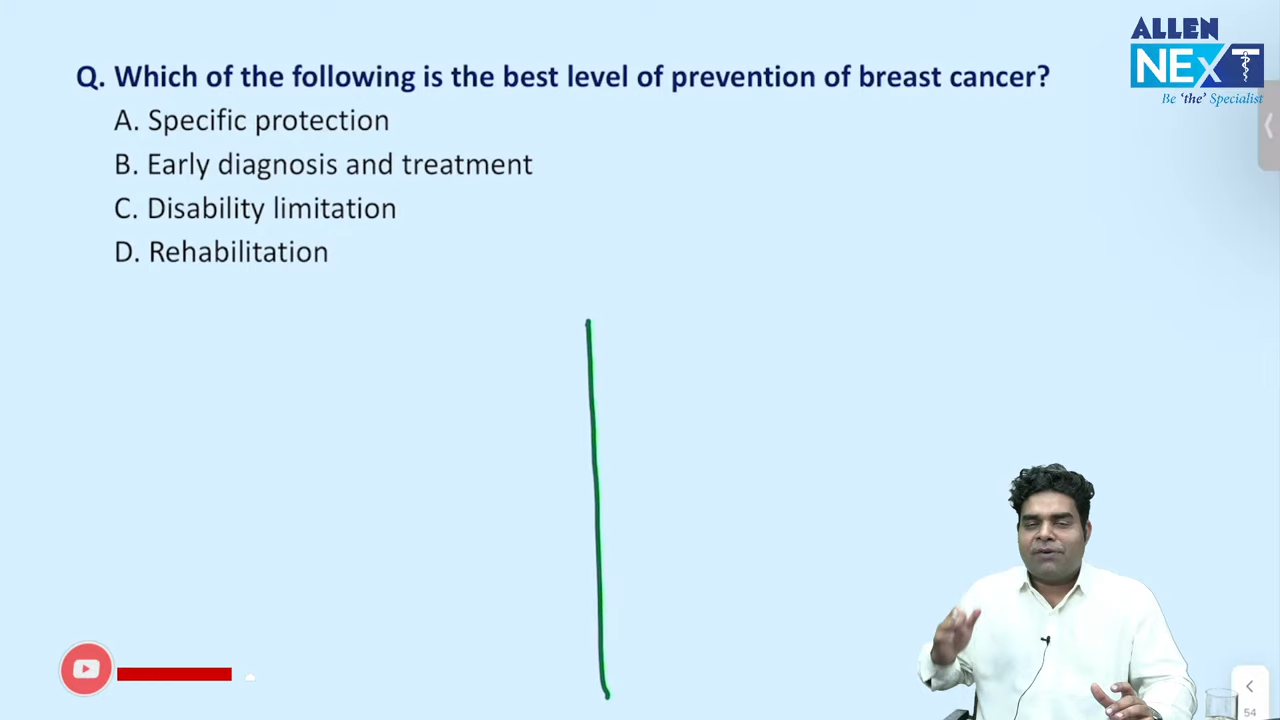 ALLEN
NEXT
Be 'the' Specialist
Q. Which of the following is the best level of prevention of breast cancer?
A. Specific protection
B. Early diagnosis and treatment
C. Disability limitation
D. Rehabilitation
54